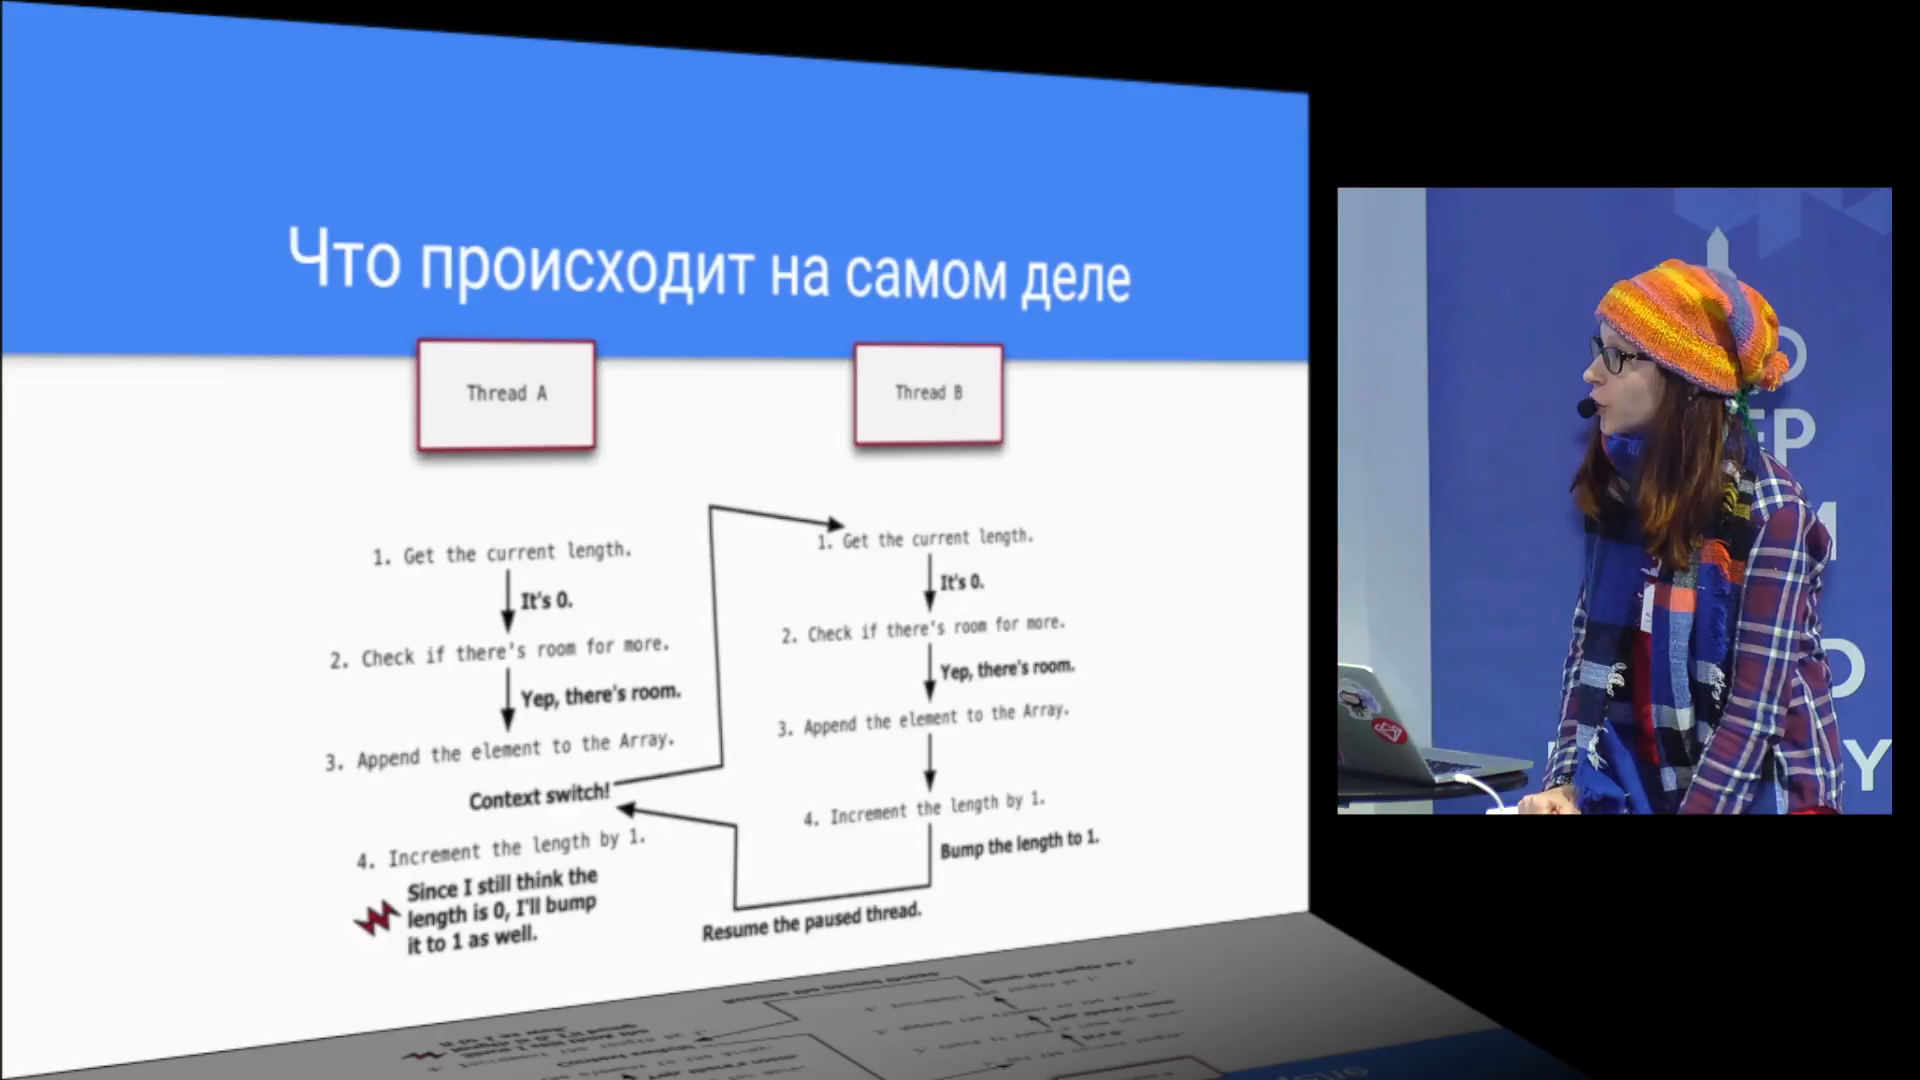 Что происходит на самом деле
Thread A
Thread B
1. Get the current length.
It's 0.
2. Check if there's room for more.
Yep, there's room.
3. Append the element to the Array.
Context switch!
4. Increment the length by 1.
Since I still think the
length is 0, I'll bump
it to 1 as well.
1. Get the current length.
It's 0.
2. Check if there's room for more.
Yep, there's room.
3. Append the element to the Array.
4. Increment the length by 1.
Bump the length to 1.
Resume the paused thread.